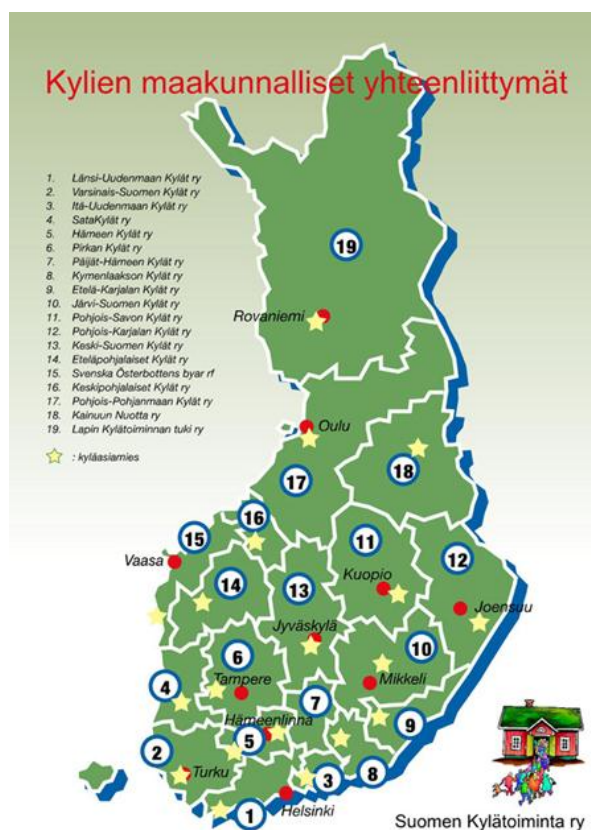 Kylien maakunnalliset yhteenliittymät
1. Länsi-Uudenmaan Kylät ry
2. Varsinais-Suomen Kylät ry
3. Itä-Uudenmaan Kylät ry
4. SataKylät ry
5. Hämeen Kylät ry
6. Pirkan Kylät ry
7. Päijät-Hämeen Kylät ry
8. Kymenlaakson Kylät ry
9. Etelä-Karjalan Kylät ry
10. Järvi-Suomen Kylät ry
11. Pohjois-Savon Kylät ry
12. Pohjois-Karjalan Kylät ry
13. Keski-Suomen Kylät ry
14. Eteläpohjalaiset Kylät ry
15. Svenska Österbottens byar rf
16. Keskipohjalaiset Kylät ry
17. Pohjois-Pohjanmaan Kylät ry
18. Kainuun Nuotta ry
19. Lapin Kylätoiminnan tuki ry
: kyläasiamies
19
Rovaniemi
Oulu
18
17
16
15
11
12
Vaasa
Kuopio
14
13
Joensuu
Jyväskylä
10
6
Tampere
Mikkeli
4
7
Hämeenlinna
9
5
2
Turku
3
8
Helsinki
1
Suomen Kylätoiminta ry